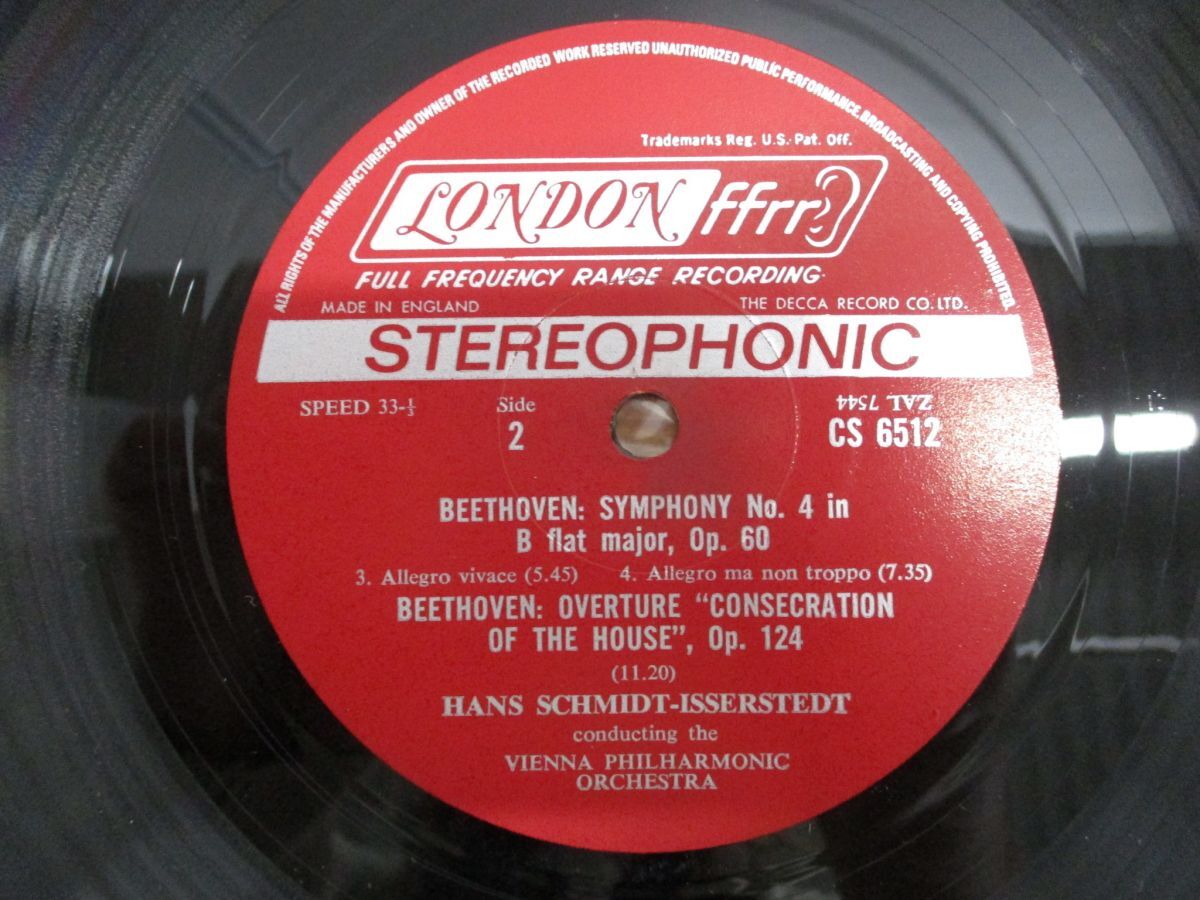 ALL RIGHTS OF THE MANUFACTURERS AND OWNER OF THE RECORDED WORK RESERVED UNAUTHORIZED PUBLIC PERFORMANCE, BROADCASTING AND COPYING PROHIBITED.
Trademarks Reg. U.S. Pat. Off.
LONDON ffrr
FULL FREQUENCY RANGE RECORDING
MADE IN ENGLAND THE DECCA RECORD CO. LTD.
STEREOPHONIC
SPEED 33-⅓ Side ZAL 7544
2 CS 6512
BEETHOVEN: SYMPHONY No. 4 in
B flat major, Op. 60
3. Allegro vivace (5.45) 4. Allegro ma non troppo (7.35)
BEETHOVEN: OVERTURE “CONSECRATION
OF THE HOUSE”, Op. 124
(11.20)
HANS SCHMIDT-ISSERSTEDT
conducting the
VIENNA PHILHARMONIC
ORCHESTRA